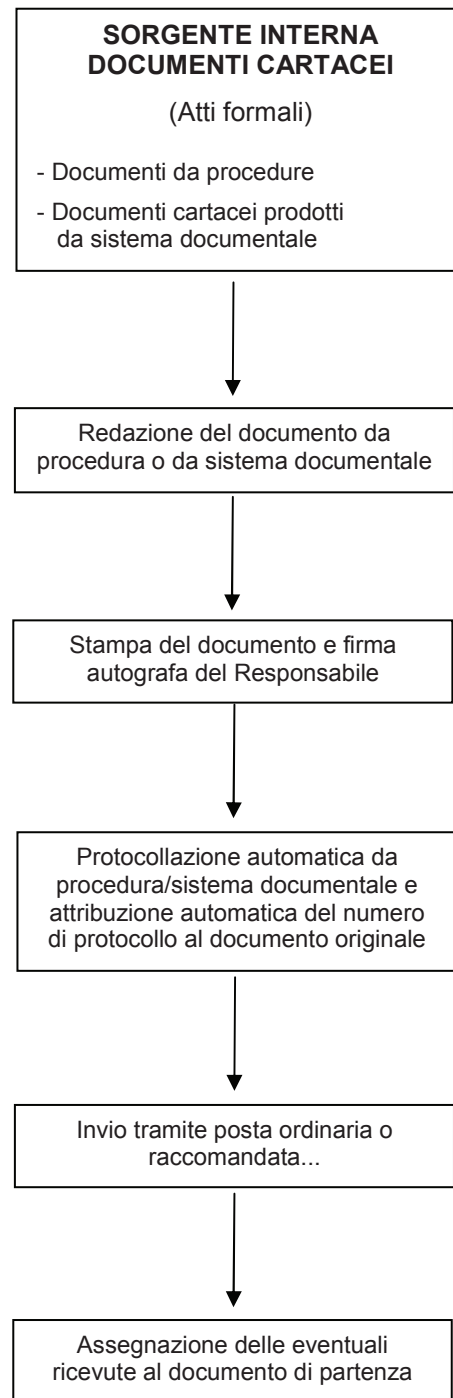 SORGENTE INTERNA
DOCUMENTI CARTACEI
(Atti formali)
- Documenti da procedure
- Documenti cartacei prodotti
da sistema documentale
Redazione del documento da
procedura o da sistema documentale
Stampa del documento e firma
autografa del Responsabile
Protocollazione automatica da
procedura/sistema documentale e
attribuzione automatica del numero
di protocollo al documento originale
Invio tramite posta ordinaria o
raccomandata...
Assegnazione delle eventuali
ricevute al documento di partenza